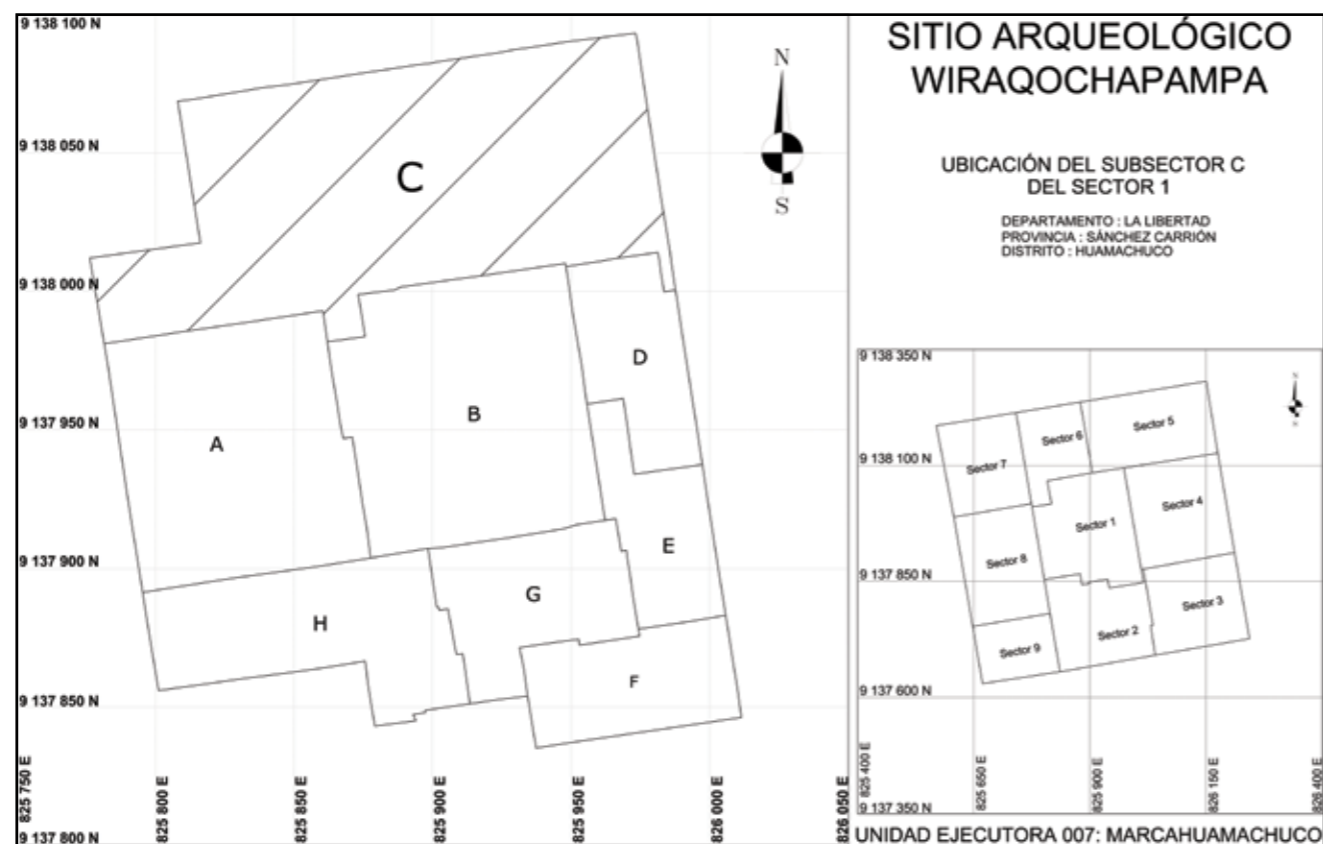 9 138 100 N
9 138 050 N
9 138 000 N
9 137 950 N
9 137 900 N
9 137 850 N
9 137 800 N
825 750 E
825 800 E
825 850 E
825 900 E
825 950 E
826 000 E
826 050 E
N
S
C
D
B
A
E
G
H
F
SITIO ARQUEOLÓGICO
WIRAQOCHAPAMPA
UBICACIÓN DEL SUBSECTOR C
DEL SECTOR 1
DEPARTAMENTO : LA LIBERTAD
PROVINCIA : SÁNCHEZ CARRIÓN
DISTRITO : HUAMACHUCO
9 138 350 N
9 138 100 N
9 137 850 N
9 137 600 N
9 137 350 N
825 400 E
825 650 E
825 900 E
826 150 E
826 400 E
N
Sector 6
Sector 5
Sector 7
Sector 4
Sector 1
Sector 8
Sector 3
Sector 2
Sector 9
UNIDAD EJECUTORA 007: MARCAHUAMACHUCO